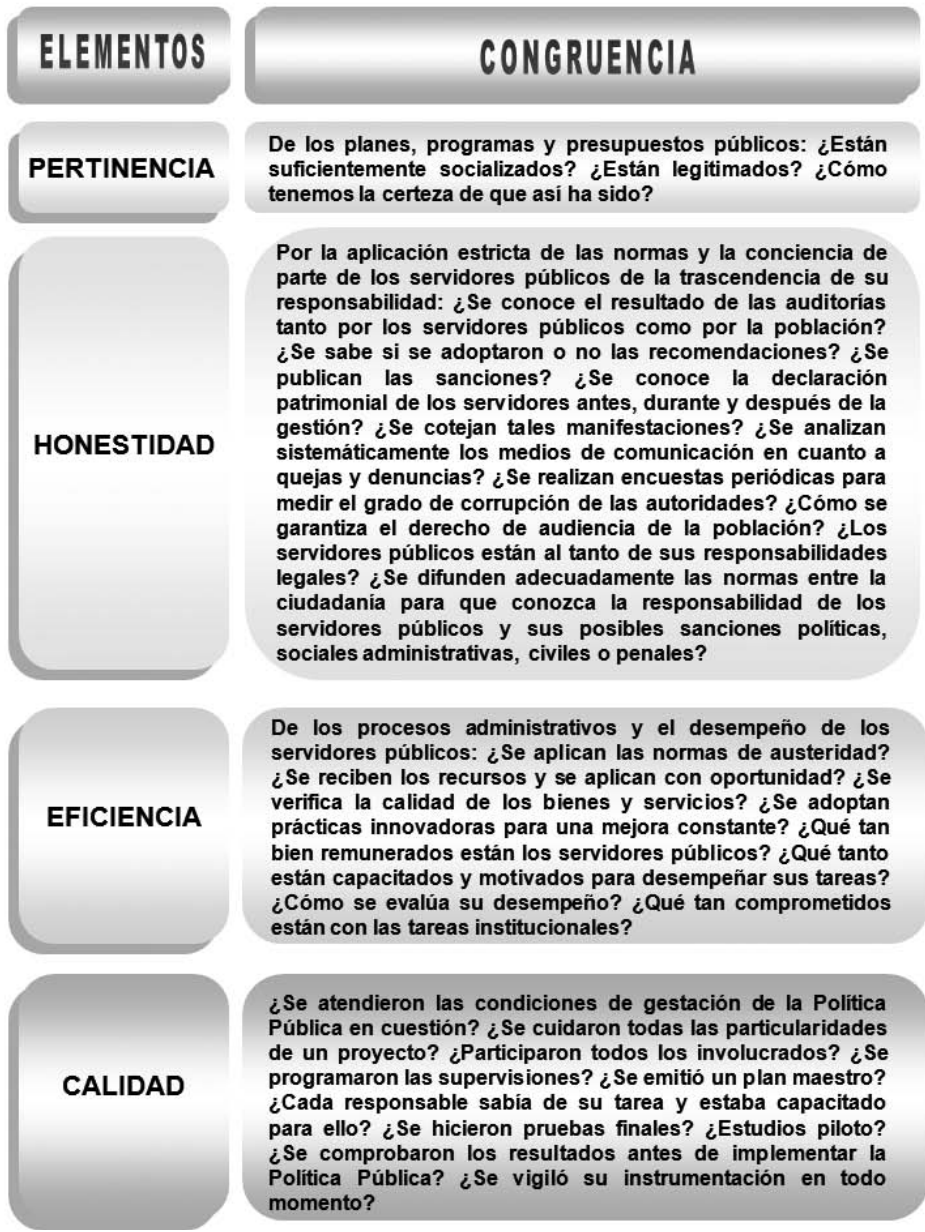 ELEMENTOS
CONGRUENCIA
PERTINENCIA
De los planes, programas y presupuestos públicos: ¿Están
suficientemente socializados? ¿Están legitimados? ¿Cómo
tenemos la certeza de que así ha sido?
HONESTIDAD
Por la aplicación estricta de las normas y la conciencia de
parte de los servidores públicos de la trascendencia de su
responsabilidad: ¿Se conoce el resultado de las auditorías
tanto por los servidores públicos como por la población?
¿Se sabe si se adoptaron o no las recomendaciones? ¿Se
publican las sanciones? ¿Se conoce la declaración
patrimonial de los servidores antes, durante y después de la
gestión? ¿Se cotejan tales manifestaciones? ¿Se analizan
sistemáticamente los medios de comunicación en cuanto a
quejas y denuncias? ¿Se realizan encuestas periódicas para
medir el grado de corrupción de las autoridades? ¿Cómo se
garantiza el derecho de audiencia de la población? ¿Los
servidores públicos están al tanto de sus responsabilidades
legales? ¿Se difunden adecuadamente las normas entre la
ciudadanía para que conozca la responsabilidad de los
servidores públicos y sus posibles sanciones políticas,
sociales administrativas, civiles o penales?
EFICIENCIA
De los procesos administrativos y el desempeño de los
servidores públicos: ¿Se aplican las normas de austeridad?
¿Se reciben los recursos y se aplican con oportunidad? ¿Se
verifica la calidad de los bienes y servicios? ¿Se adoptan
prácticas innovadoras para una mejora constante? ¿Qué tan
bien remunerados están los servidores públicos? ¿Qué tanto
están capacitados y motivados para desempeñar sus tareas?
¿Cómo se evalúa su desempeño? ¿Qué tan comprometidos
están con las tareas institucionales?
CALIDAD
¿Se atendieron las condiciones de gestación de la Política
Pública en cuestión? ¿Se cuidaron todas las particularidades
de un proyecto? ¿Participaron todos los involucrados? ¿Se
programaron las supervisiones? ¿Se emitió un plan maestro?
¿Cada responsable sabía de su tarea y estaba capacitado
para ello? ¿Se hicieron pruebas finales? ¿Estudios piloto?
¿Se comprobaron los resultados antes de implementar la
Política Pública? ¿Se vigiló su instrumentación en todo
momento?